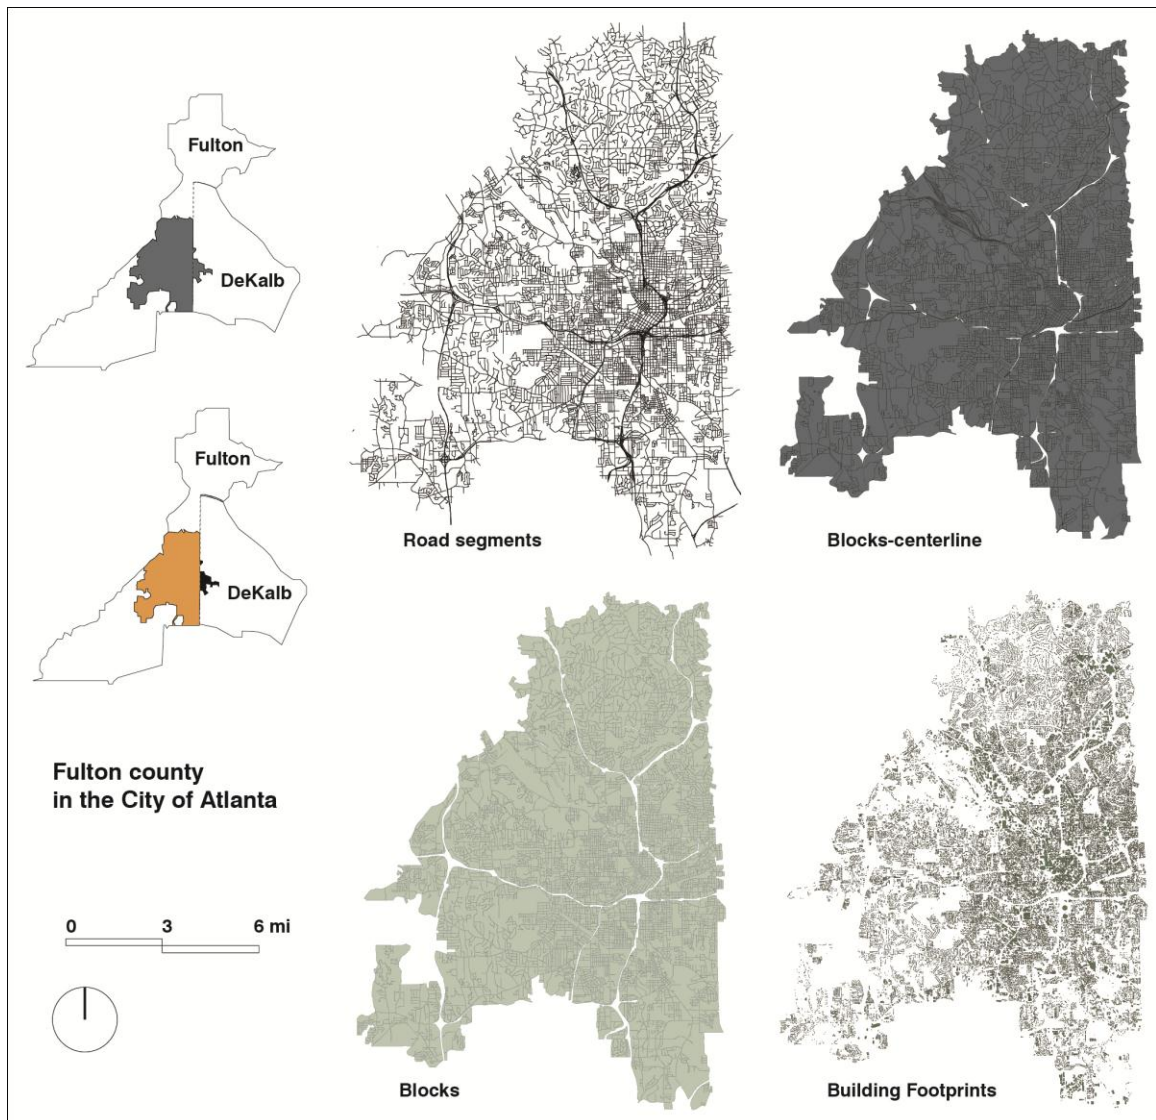 Fulton
DeKalb
Fulton
DeKalb
Fulton county
in the City of Atlanta
0 3 6 mi
Road segments
Blocks-centerline
Blocks
Building Footprints